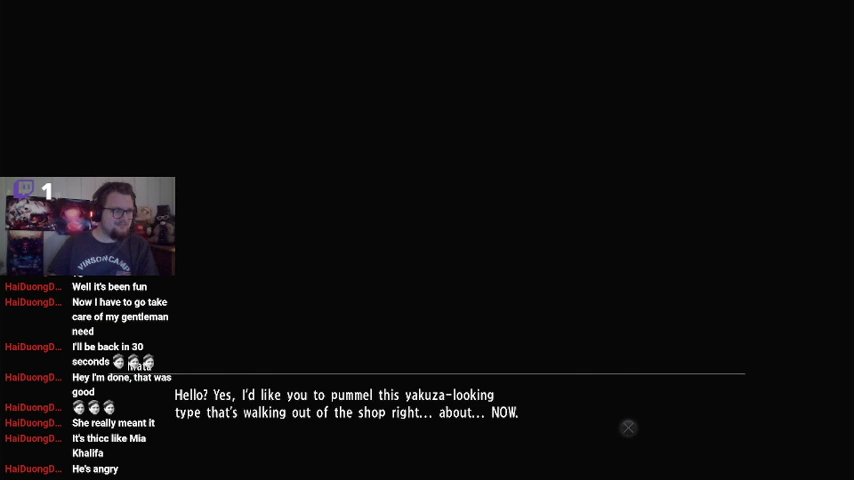 1
VINSON CAMP
HaiDuongD... Well it's been fun
HaiDuongD... Now I have to go take
care of my gentleman
need
HaiDuongD... I'll be back in 30
seconds
HaiDuongD... Hey I'm done, that was
good
HaiDuongD...
HaiDuongD... She really meant it
HaiDuongD... It's thicc like Mia
Khalifa
HaiDuongD... He's angry
Hello? Yes, I'd like you to pummel this yakuza-looking
type that's walking out of the shop right... about... NOW.